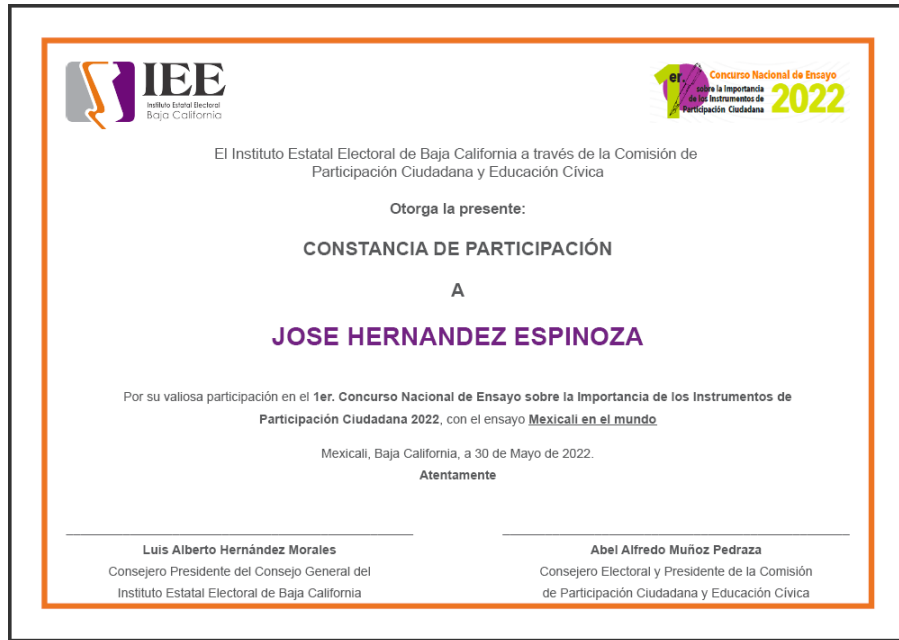 IEE
Instituto Estatal Electoral
Baja California
1er.
Concurso Nacional de Ensayo
sobre la Importancia
de los Instrumentos de
Participación Ciudadana
2022
El Instituto Estatal Electoral de Baja California a través de la Comisión de
Participación Ciudadana y Educación Cívica
Otorga la presente:
CONSTANCIA DE PARTICIPACIÓN
A
JOSE HERNANDEZ ESPINOZA
Por su valiosa participación en el 1er. Concurso Nacional de Ensayo sobre la Importancia de los Instrumentos de
Participación Ciudadana 2022, con el ensayo Mexicali en el mundo
Mexicali, Baja California, a 30 de Mayo de 2022.
Atentamente
Luis Alberto Hernández Morales
Consejero Presidente del Consejo General del
Instituto Estatal Electoral de Baja California
Abel Alfredo Muñoz Pedraza
Consejero Electoral y Presidente de la Comisión
de Participación Ciudadana y Educación Cívica